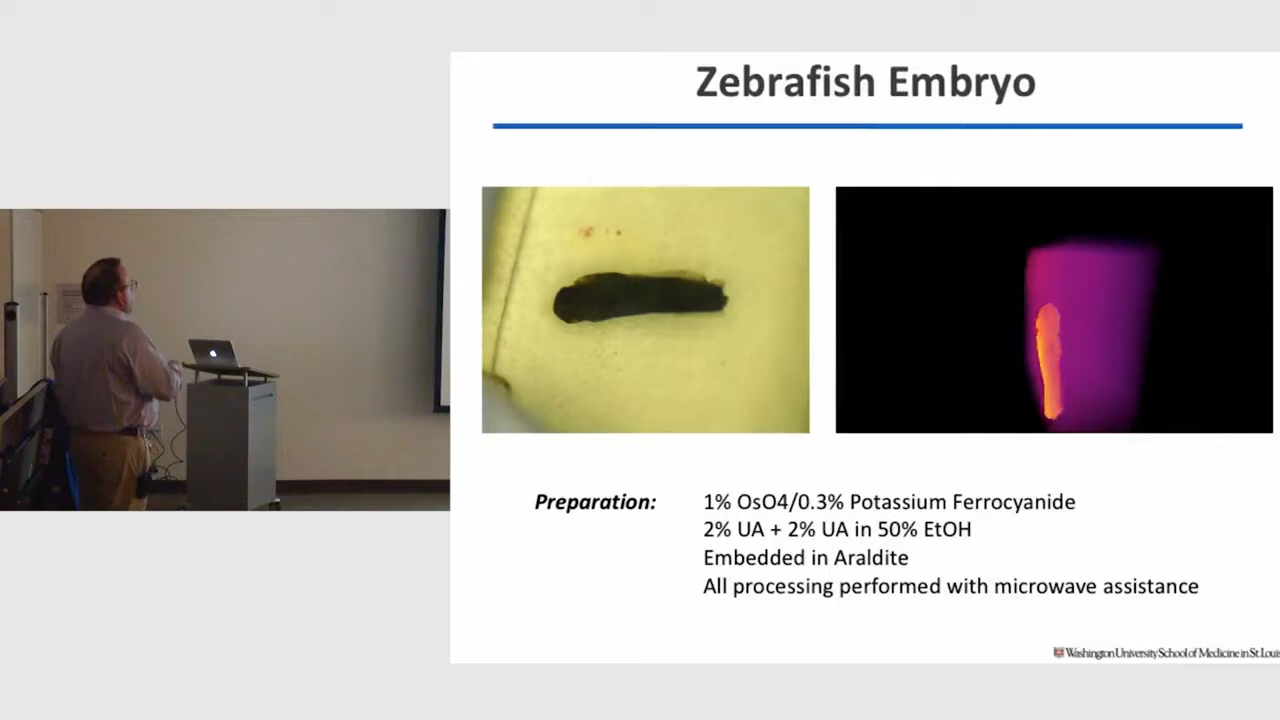 Zebrafish Embryo
Preparation:
1% OsO4/0.3% Potassium Ferrocyanide
2% UA + 2% UA in 50% EtOH
Embedded in Araldite
All processing performed with microwave assistance
Washington University School of Medicine in St. Louis